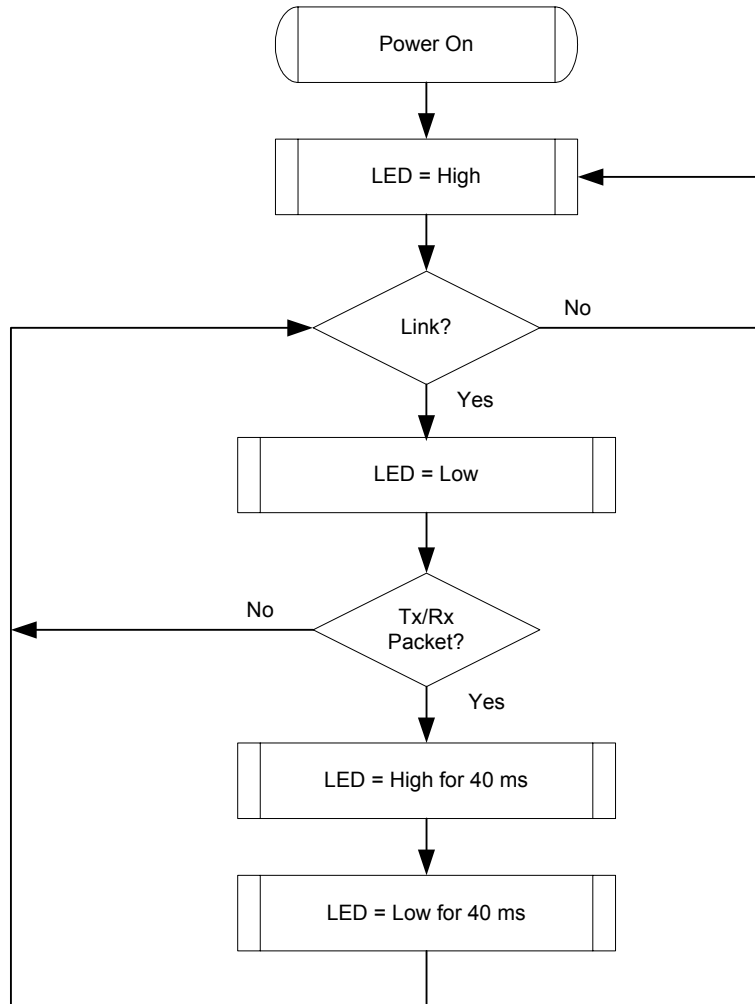 Power On
LED = High
Link?
No
Yes
LED = Low
No
Tx/Rx
Packet?
Yes
LED = High for 40 ms
LED = Low for 40 ms